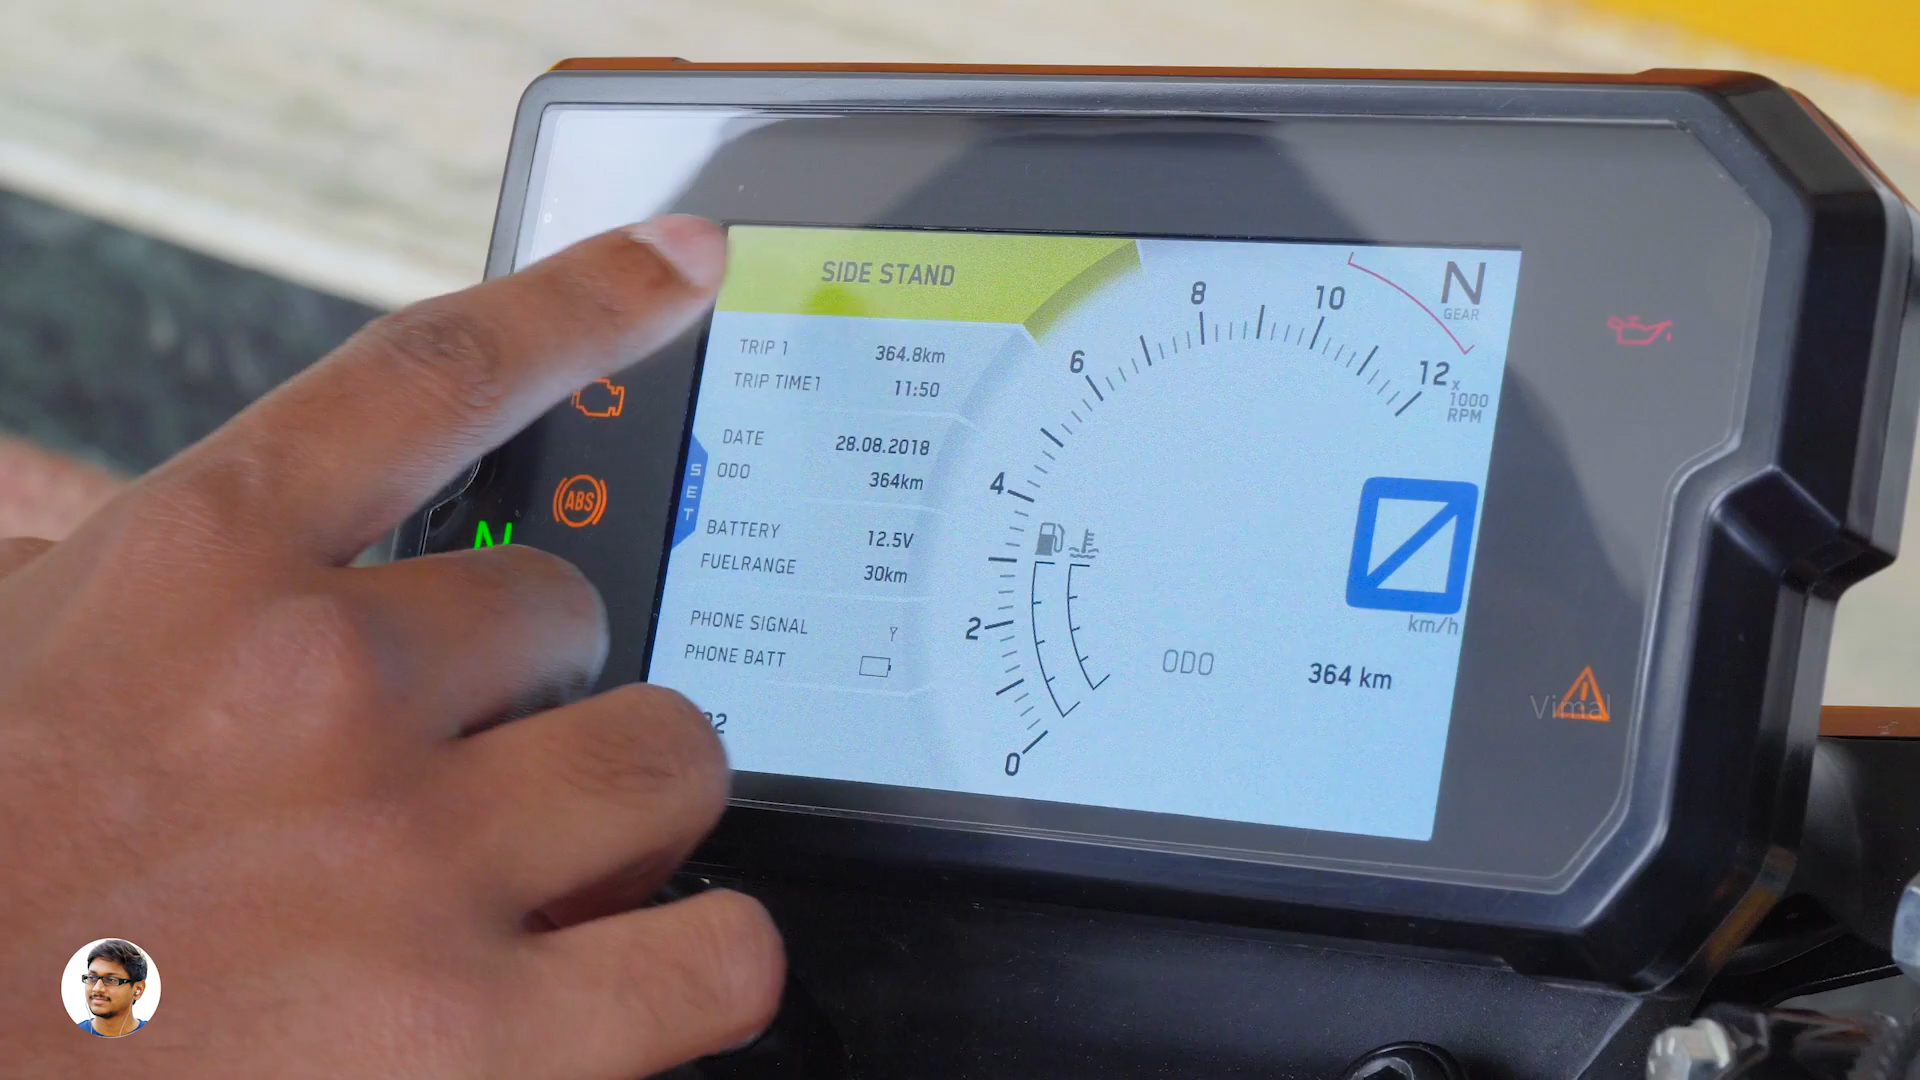 SIDE STAND
TRIP 1 364.8km
TRIP TIME1 11:50
DATE 28.08.2018
ODO 364km
BATTERY 12.5V
FUELRANGE 30km
PHONE SIGNAL
PHONE BATT
SET
ABS
N
0
2
4
6
8
10
12
x
1000
RPM
N
GEAR
km/h
ODO 364 km
Vimal